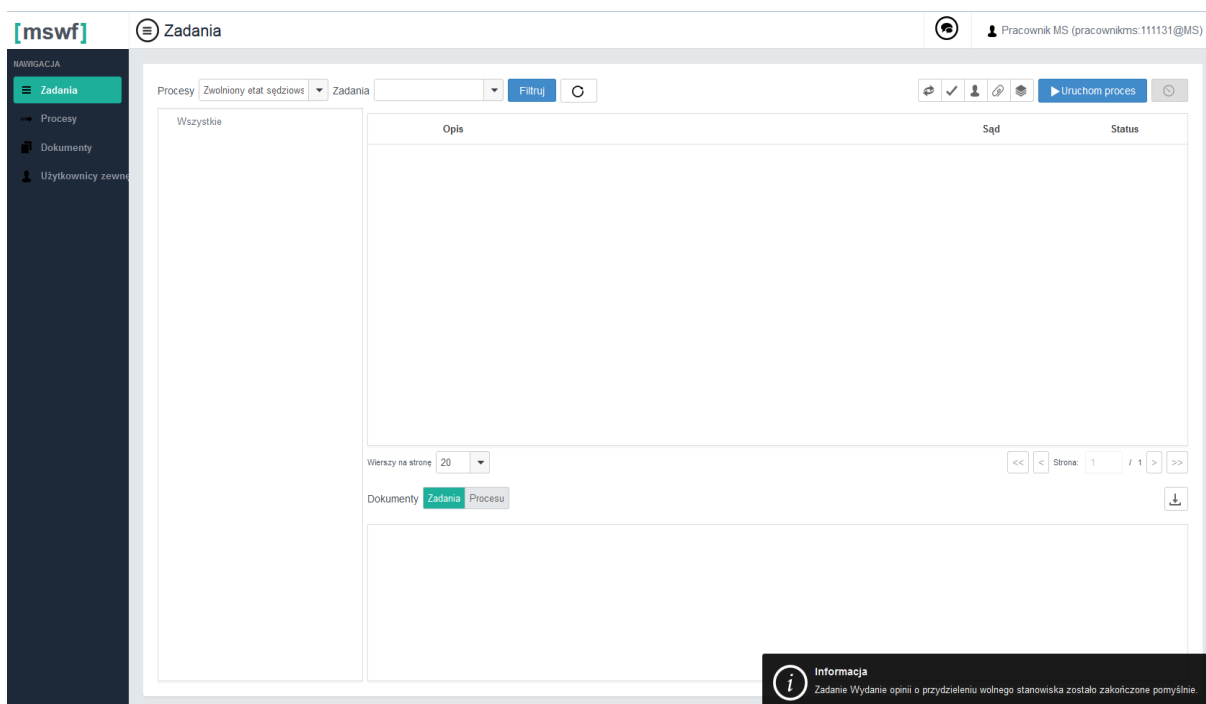 [mswf]
Zadania
Pracownik MS (pracownikms:111131@MS)
NAWIGACJA
Zadania
Procesy
Dokumenty
Użytkownicy zewnę
Procesy Zwolniony etat sędziows Zadania Filtruj Uruchom proces
Wszystkie
Opis Sąd Status
Wierszy na stronę 20 << < Strona: 1 / 1 > >>
Dokumenty Zadania Procesu
Informacja
Zadanie Wydanie opinii o przydzieleniu wolnego stanowiska zostało zakończone pomyślnie.